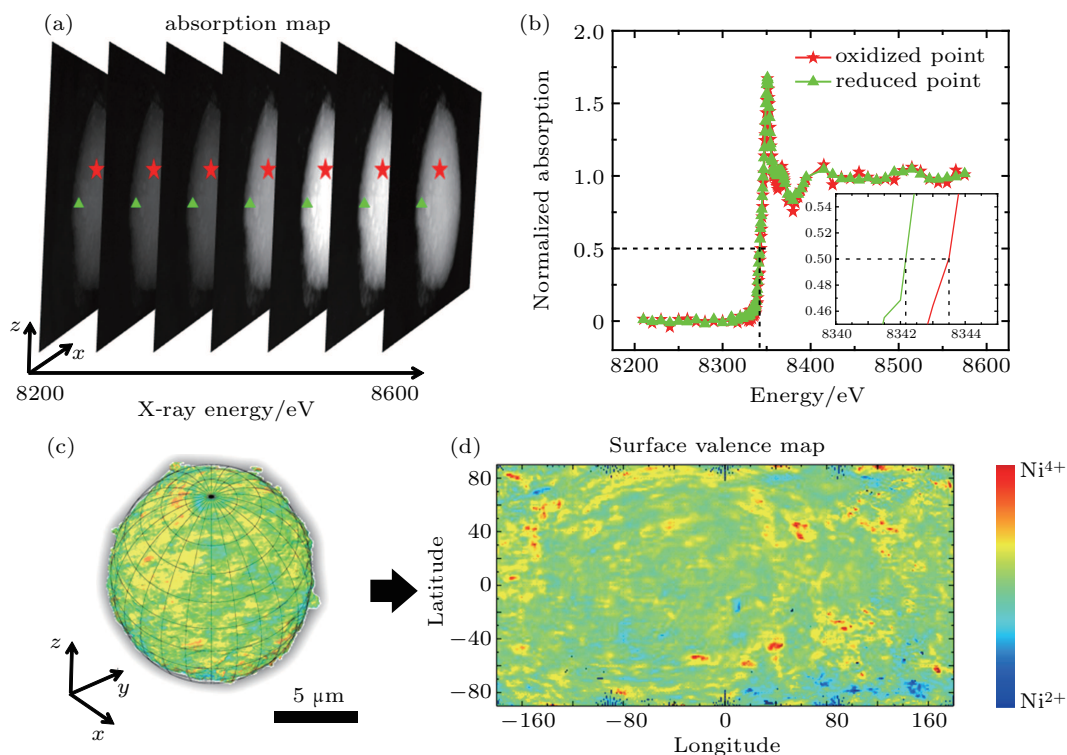 (a)
absorption map
z
x
8200
8600
X-ray energy/eV
(b)
2.0
1.5
1.0
0.5
0
Normalized absorption
oxidized point
reduced point
0.54
0.52
0.50
0.48
0.46
8340
8342
8344
8200
8300
8400
8500
8600
Energy/eV
(c)
z
y
x
5 μm
(d)
Surface valence map
80
40
0
−40
−80
Latitude
−160
−80
0
80
160
Longitude
Ni4+
Ni2+